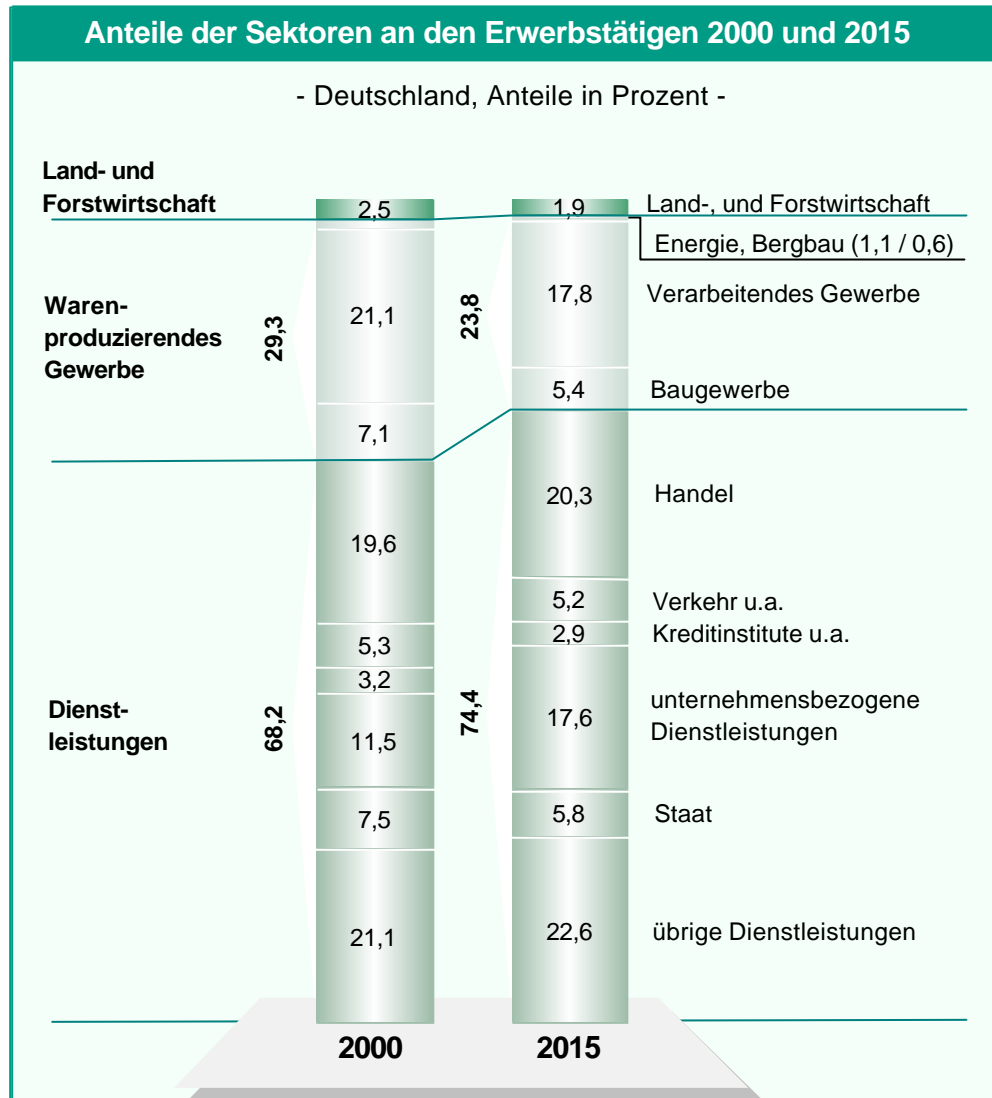 Anteile der Sektoren an den Erwerbstätigen 2000 und 2015
- Deutschland, Anteile in Prozent -
Land- und
Forstwirtschaft
2,5
1,9
Land-, und Forstwirtschaft
Energie, Bergbau (1,1 / 0,6)
Waren-
produzierendes
Gewerbe
29,3
21,1
23,8
17,8
Verarbeitendes Gewerbe
7,1
5,4
Baugewerbe
19,6
20,3
Handel
5,3
5,2
Verkehr u.a.
3,2
2,9
Kreditinstitute u.a.
Dienst-
leistungen
68,2
11,5
74,4
17,6
unternehmensbezogene
Dienstleistungen
7,5
5,8
Staat
21,1
22,6
übrige Dienstleistungen
2000
2015